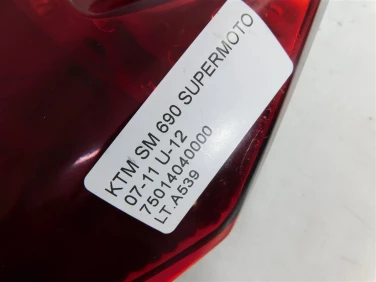 KTM SM 690 SUPERMOTO
07-11 U-12
75014040000
LT.A539